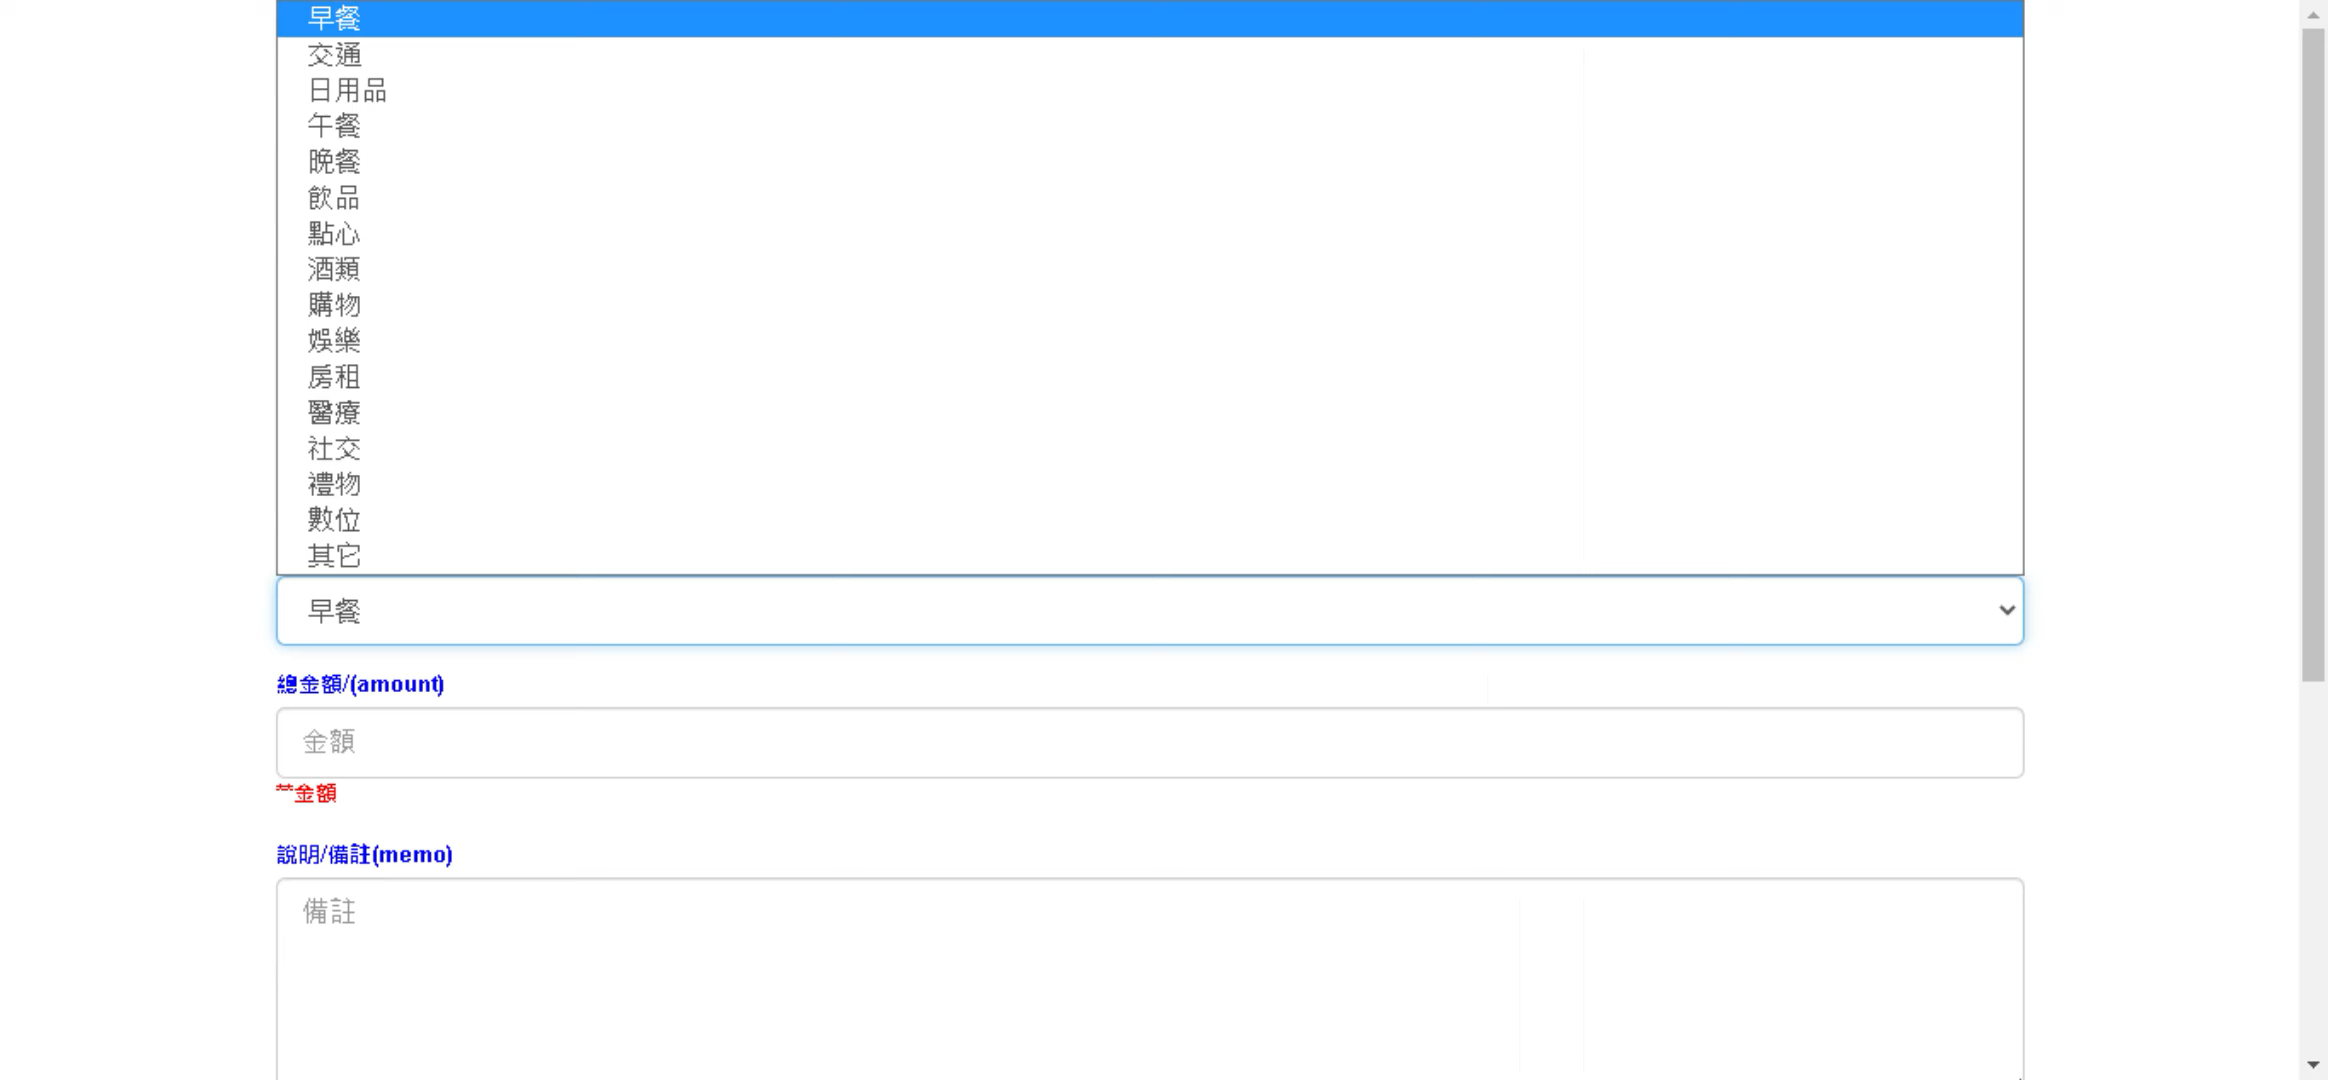 早餐
交通
日用品
午餐
晚餐
飲品
點心
酒類
購物
娛樂
房租
醫療
社交
禮物
數位
其它
早餐
總金額/(amount)
金額
**金額
說明/備註(memo)
備註